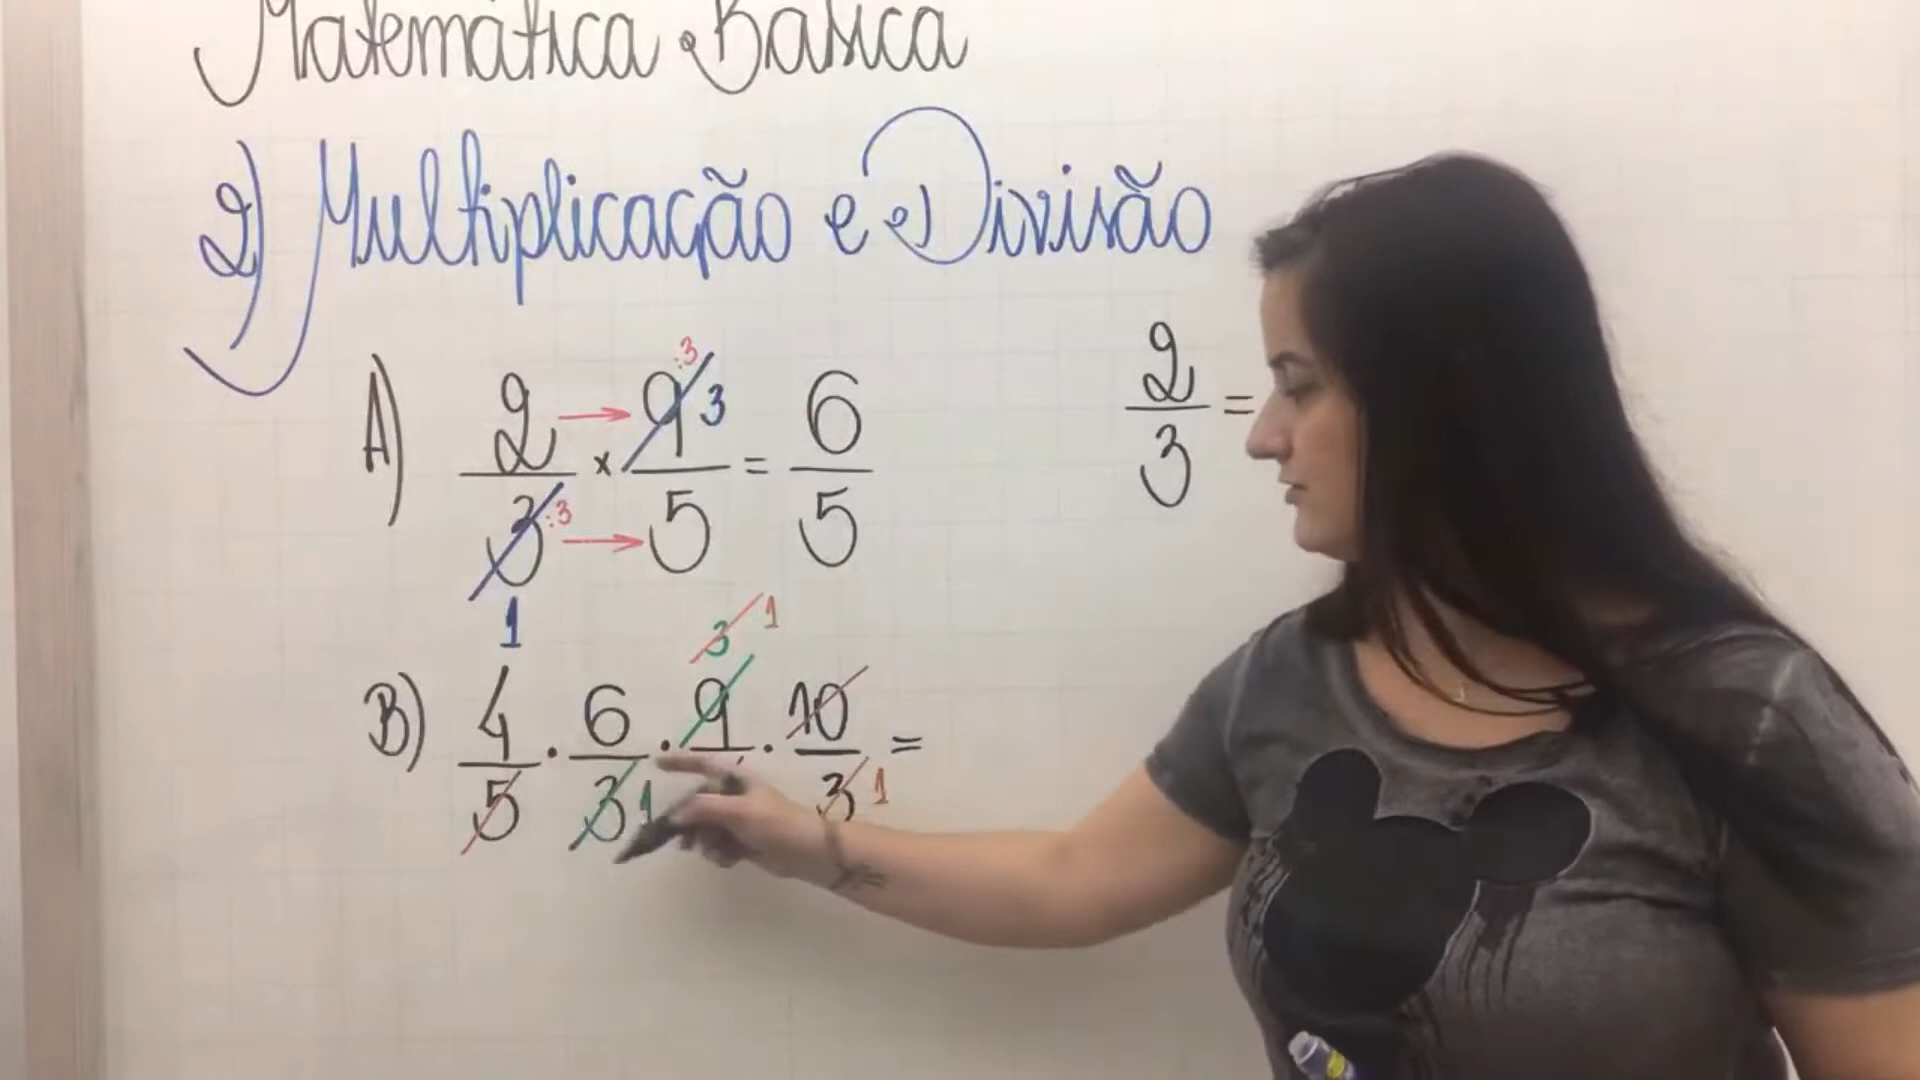 Matemática Básica
2) Multiplicação e Divisão
A) 2/3 :3 1 × 9/5 :3 3 = 6/5
2/3 =
B) 4/5 · 6/3 1 · 9 3 1 · 10/3 1 =